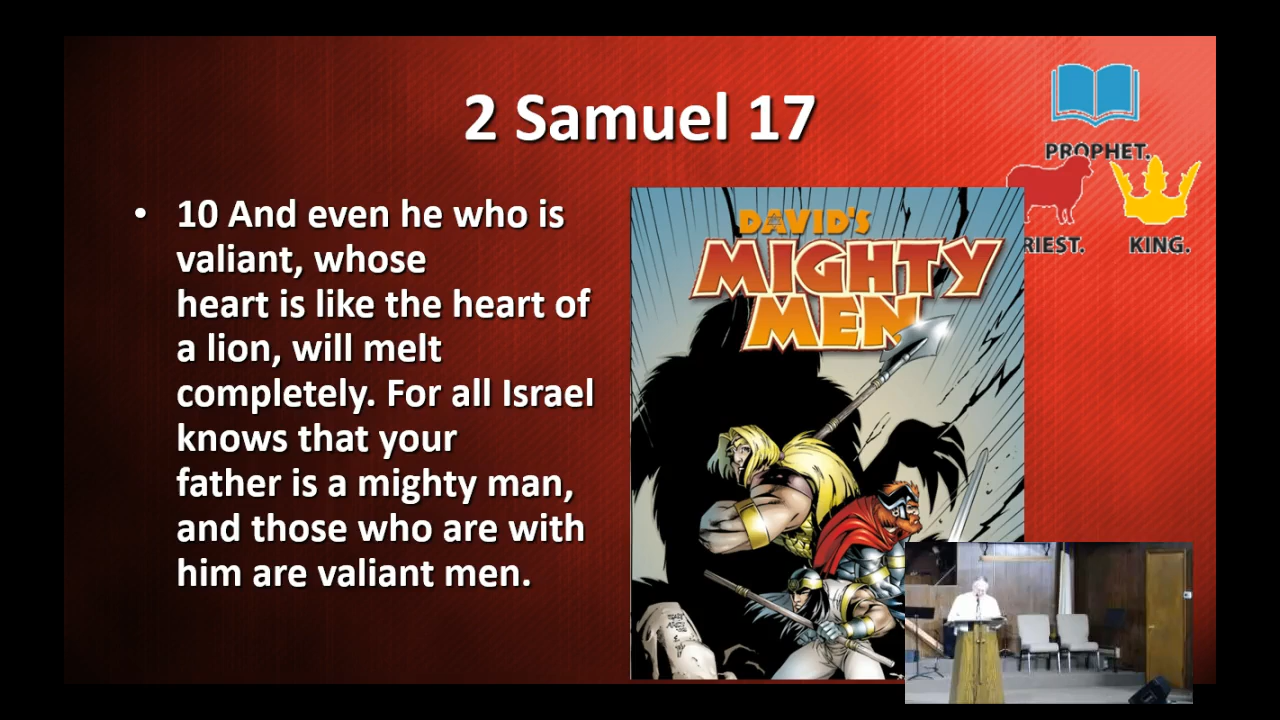 2 Samuel 17
PROPHET.
RIEST. KING.
• 10 And even he who is
valiant, whose
heart is like the heart of
a lion, will melt
completely. For all Israel
knows that your
father is a mighty man,
and those who are with
him are valiant men.
DAVID'S
MIGHTY
MEN